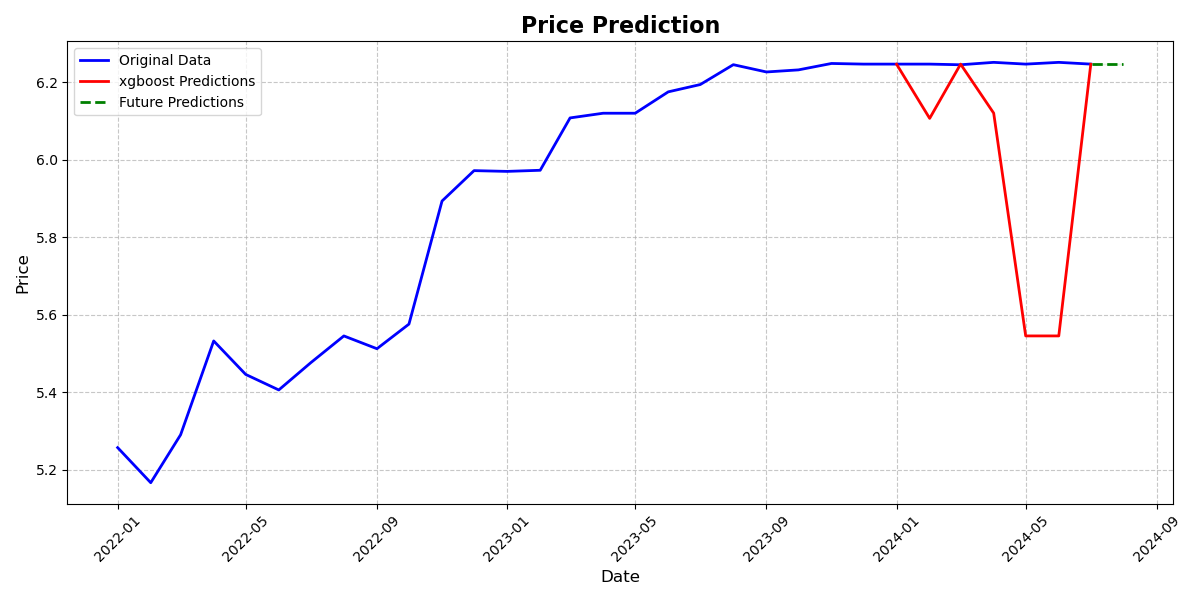 Price Prediction
Original Data
xgboost Predictions
Future Predictions
Price
6.2
6.0
5.8
5.6
5.4
5.2
2022-01
2022-05
2022-09
2023-01
2023-05
2023-09
2024-01
2024-05
2024-09
Date